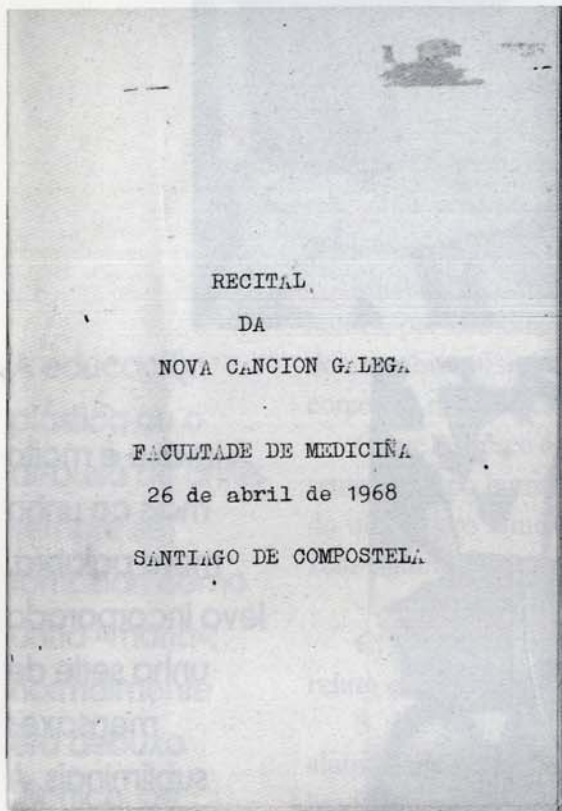 RECITAL
DA
NOVA CANCION GALEGA
FACULTADE DE MEDICIÑA
26 de abril de 1968
SANTIAGO DE COMPOSTELA